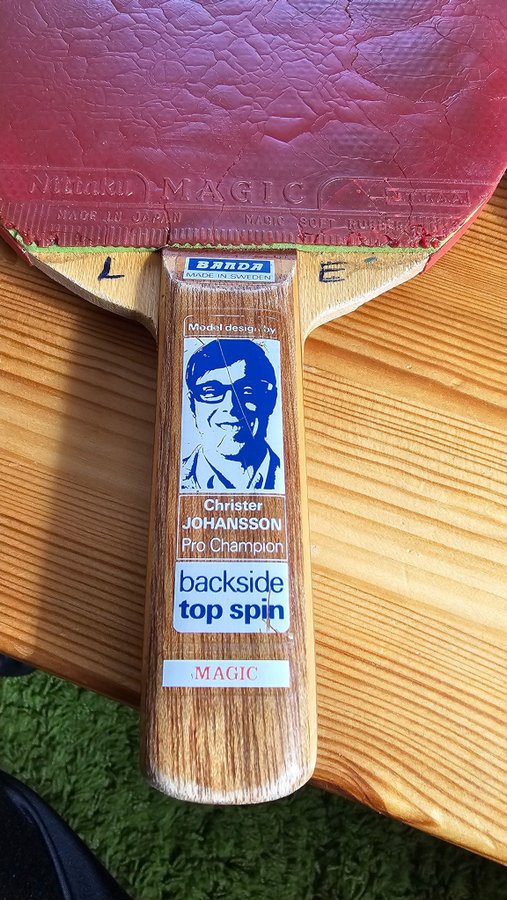 Nittaku MAGIC
MADE IN JAPAN MAGIC SOFT RUBBER
L E
BANDA
MADE IN SWEDEN
Model design by
Christer
JOHANSSON
Pro Champion
backside
top spin
MAGIC